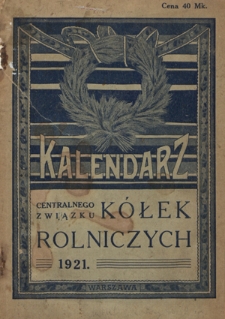 Cena 40 Mk.
KALENDARZ
CENTRALNEGO
ZWIĄZKU KÓŁEK
ROLNICZYCH
1921.
WARSZAWA